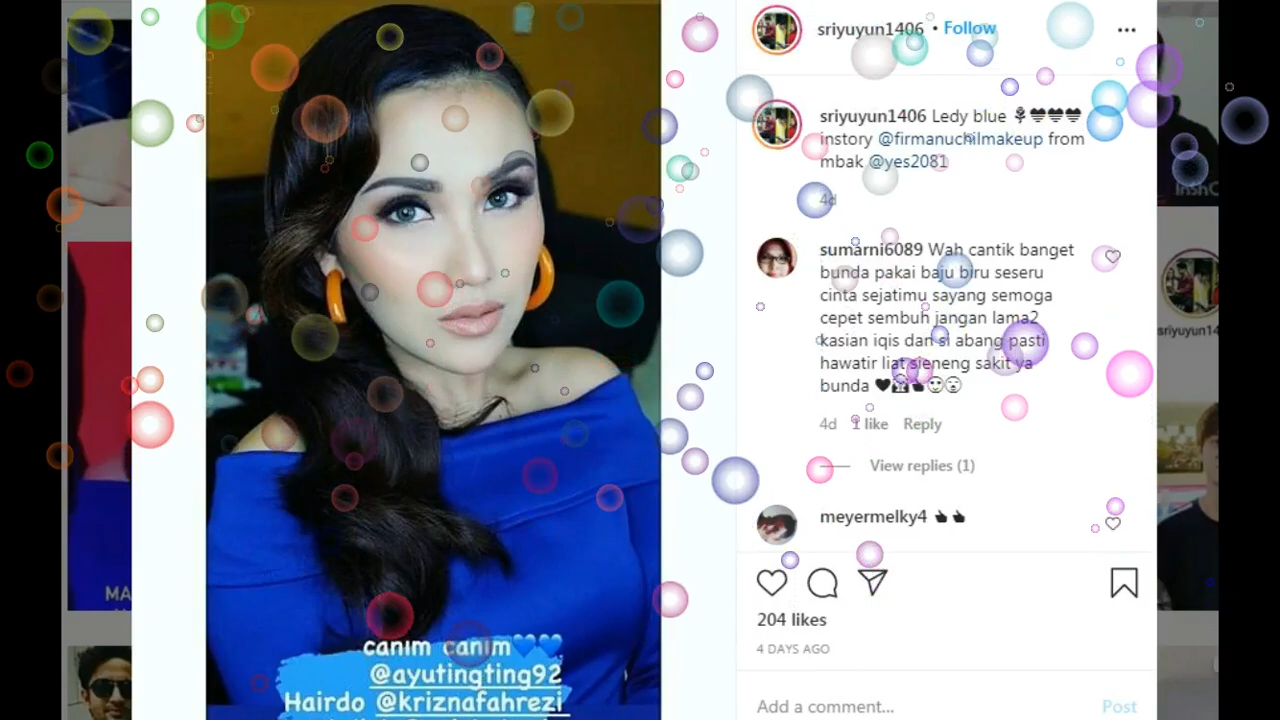 sriyuyun1406 • Follow
sriyuyun1406 Ledy blue
instory @firmanuchilmakeup from
mbak @yes2081
4d
sumarni6089 Wah cantik banget
bunda pakai baju biru seseru
cinta sejatimu sayang semoga
cepet sembuh jangan lama2
kasian iqis dan si abang pasti
hawatir liat sieneng sakit ya
bunda
4d 1 like Reply
View replies (1)
meyermelky4
204 likes
4 DAYS AGO
Add a comment... Post
canim canim
@ayutingting92
Hairdo @kriznafahrezi
MA
sriyuyun14